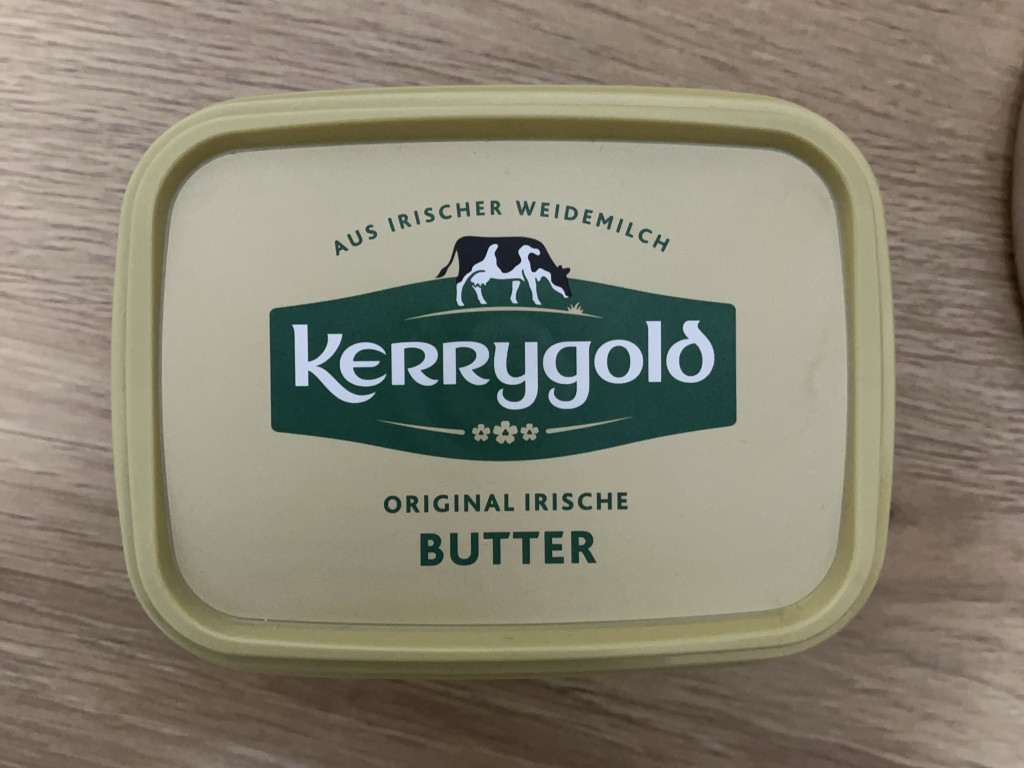 AUS IRISCHER WEIDEMILCH
Kerrygold
ORIGINAL IRISCHE
BUTTER